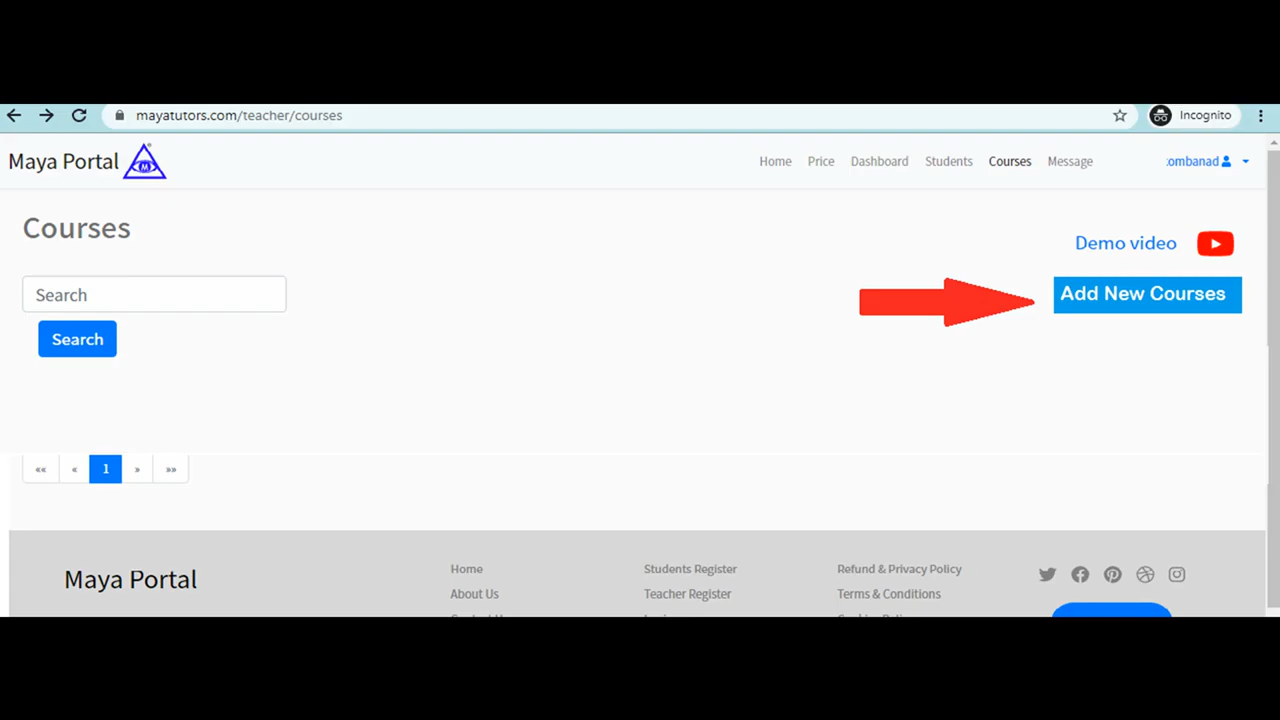 mayatutors.com/teacher/courses
Incognito
Maya Portal
Home Price Dashboard Students Courses Message
ombanad
Courses
Demo video
Search
Add New Courses
Search
«« « 1 » »»
Maya Portal
Home Students Register Refund & Privacy Policy
About Us Teacher Register Terms & Conditions